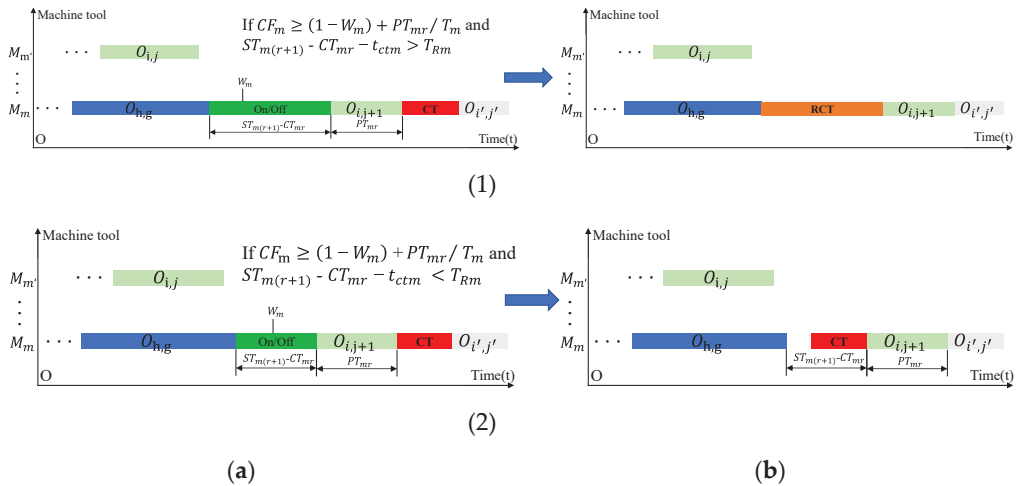 Machine tool
If CF_m ≥ (1 − W_m) + PT_mr / T_m and
ST_m(r+1) - CT_mr − t_ctm > T_Rm
M_m′ · · · O_i,j
W_m
M_m · · · O_h,g On/Off O_i,j+1 CT O_i′,j′
ST_m(r+1)-CT_mr PT_mr
O Time(t)
Machine tool
M_m′ · · · O_i,j
M_m · · · O_h,g RCT O_i,j+1 O_i′,j′
O Time(t)
(1)
Machine tool
If CF_m ≥ (1 − W_m) + PT_mr / T_m and
ST_m(r+1) - CT_mr − t_ctm < T_Rm
M_m′ · · · O_i,j
W_m
M_m · · · O_h,g On/Off O_i,j+1 CT O_i′,j′
ST_m(r+1)-CT_mr PT_mr
O Time(t)
Machine tool
M_m′ · · · O_i,j
M_m · · · O_h,g CT O_i,j+1 O_i′,j′
ST_m(r+1)-CT_mr PT_mr
O Time(t)
(2)
(a) (b)